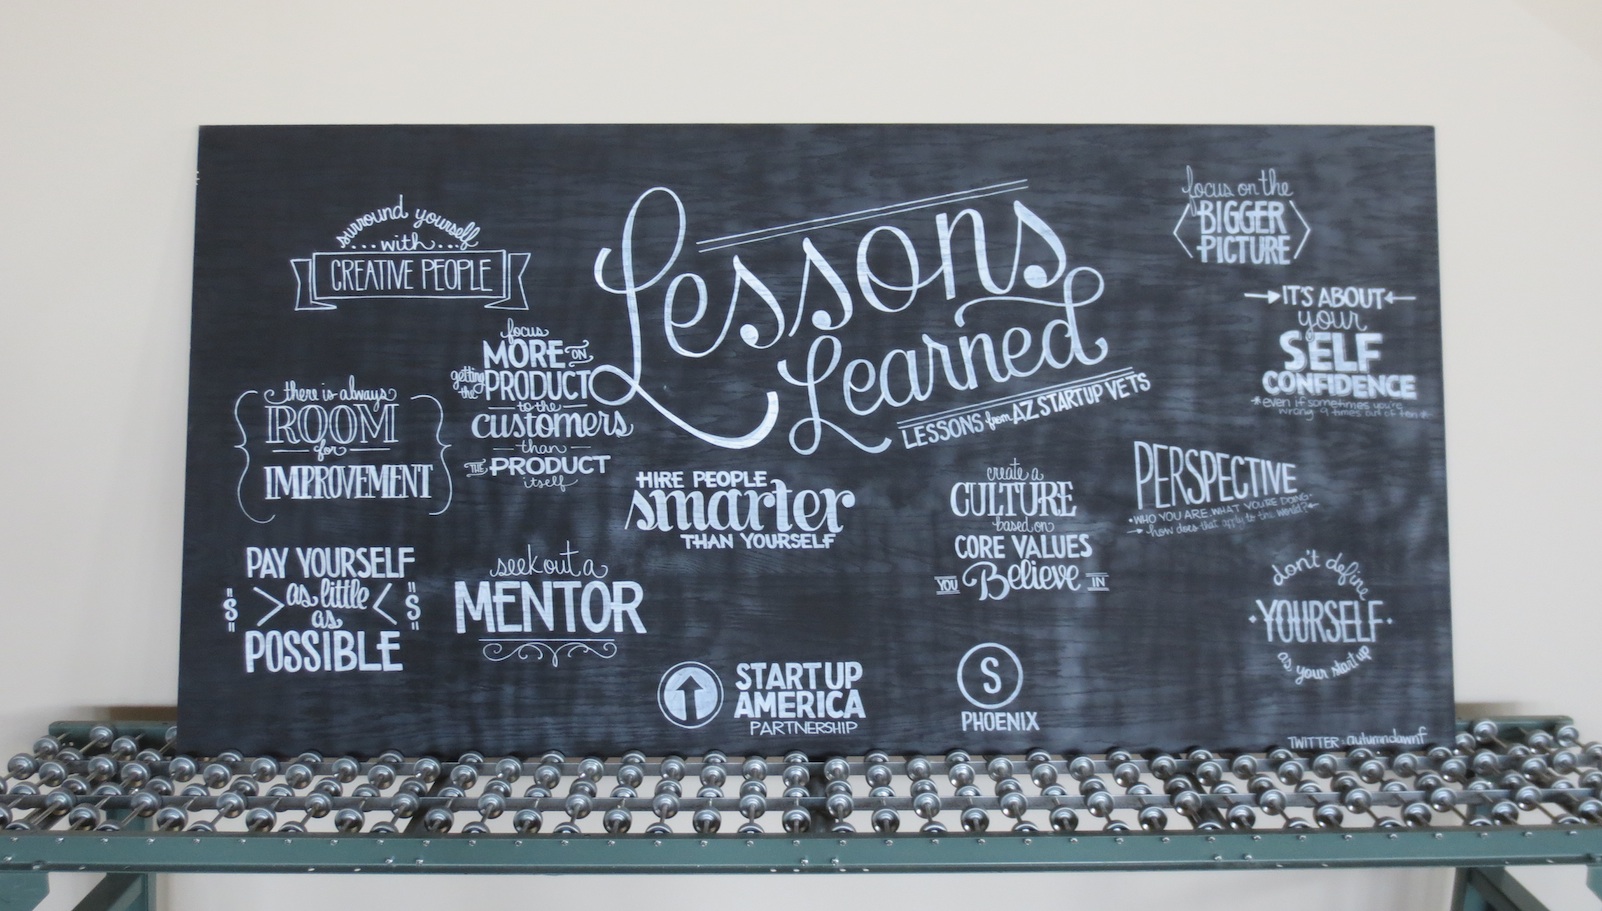 Lessons
Learned
LESSONS from AZ STARTUP VETS
surround yourself
...with...
CREATIVE PEOPLE
focus
MORE ON
getting the PRODUCT
to the
customers
than
THE PRODUCT
itself
there is always
ROOM
for
IMPROVEMENT
PAY YOURSELF
"$" > as little < "$"
as
POSSIBLE
seek out a
MENTOR
HIRE PEOPLE
smarter
THAN YOURSELF
create a
CULTURE
based on
CORE VALUES
YOU Believe IN
focus on the
BIGGER
PICTURE
IT'S ABOUT
your
SELF
CONFIDENCE
*even if sometimes you're
wrong 9 times out of ten*
PERSPECTIVE
•WHO YOU ARE, WHAT YOU'RE DOING•
how does that apply to the world?
don't define
•YOURSELF•
as your startup
STARTUP
AMERICA
PARTNERSHIP
S
PHOENIX
TWITTER: autumndawnf